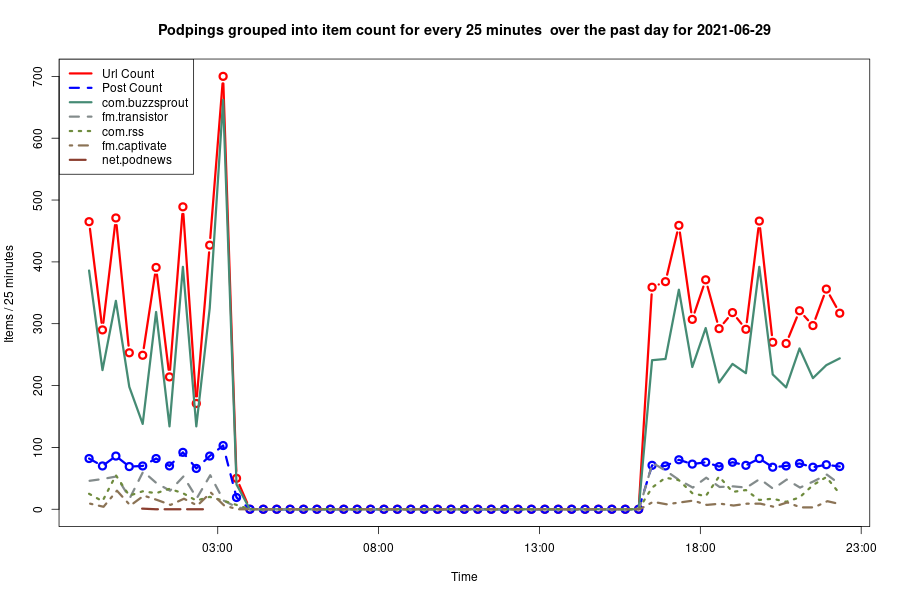 Podpings grouped into item count for every 25 minutes  over the past day for 2021-06-29
Url Count
Post Count
com.buzzsprout
fm.transistor
com.rss
fm.captivate
net.podnews
Items / 25 minutes
700
600
500
400
300
200
100
0
03:00
08:00
13:00
18:00
23:00
Time